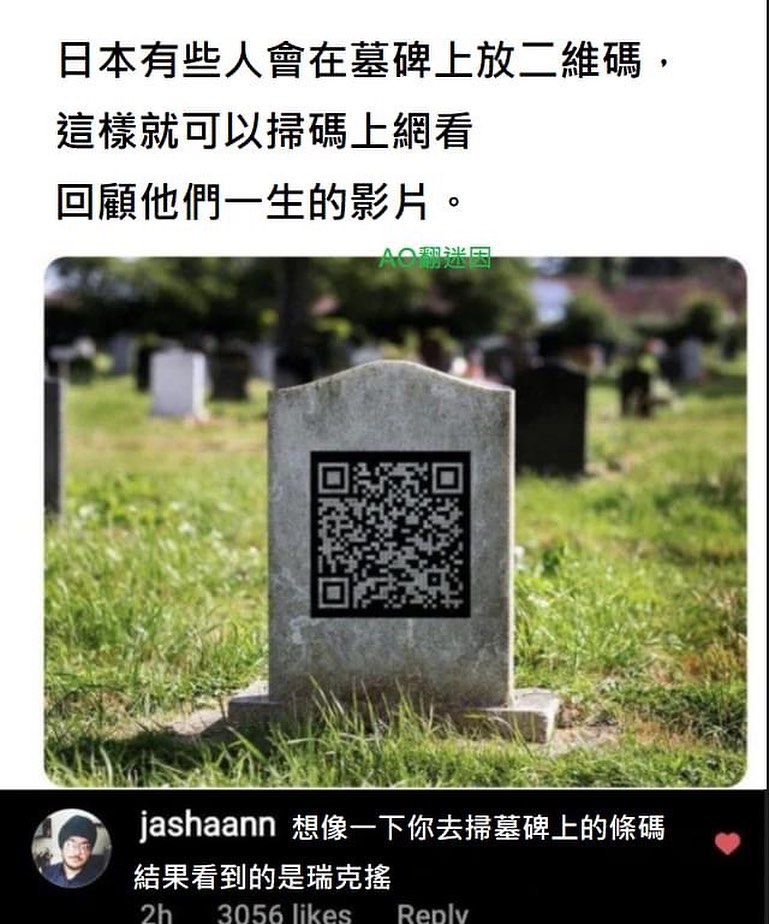 日本有些人會在墓碑上放二維碼，
這樣就可以掃碼上網看
回顧他們一生的影片。
AO翻迷因
jashaann 想像一下你去掃墓碑上的條碼
結果看到的是瑞克搖
2h 3056 likes Reply